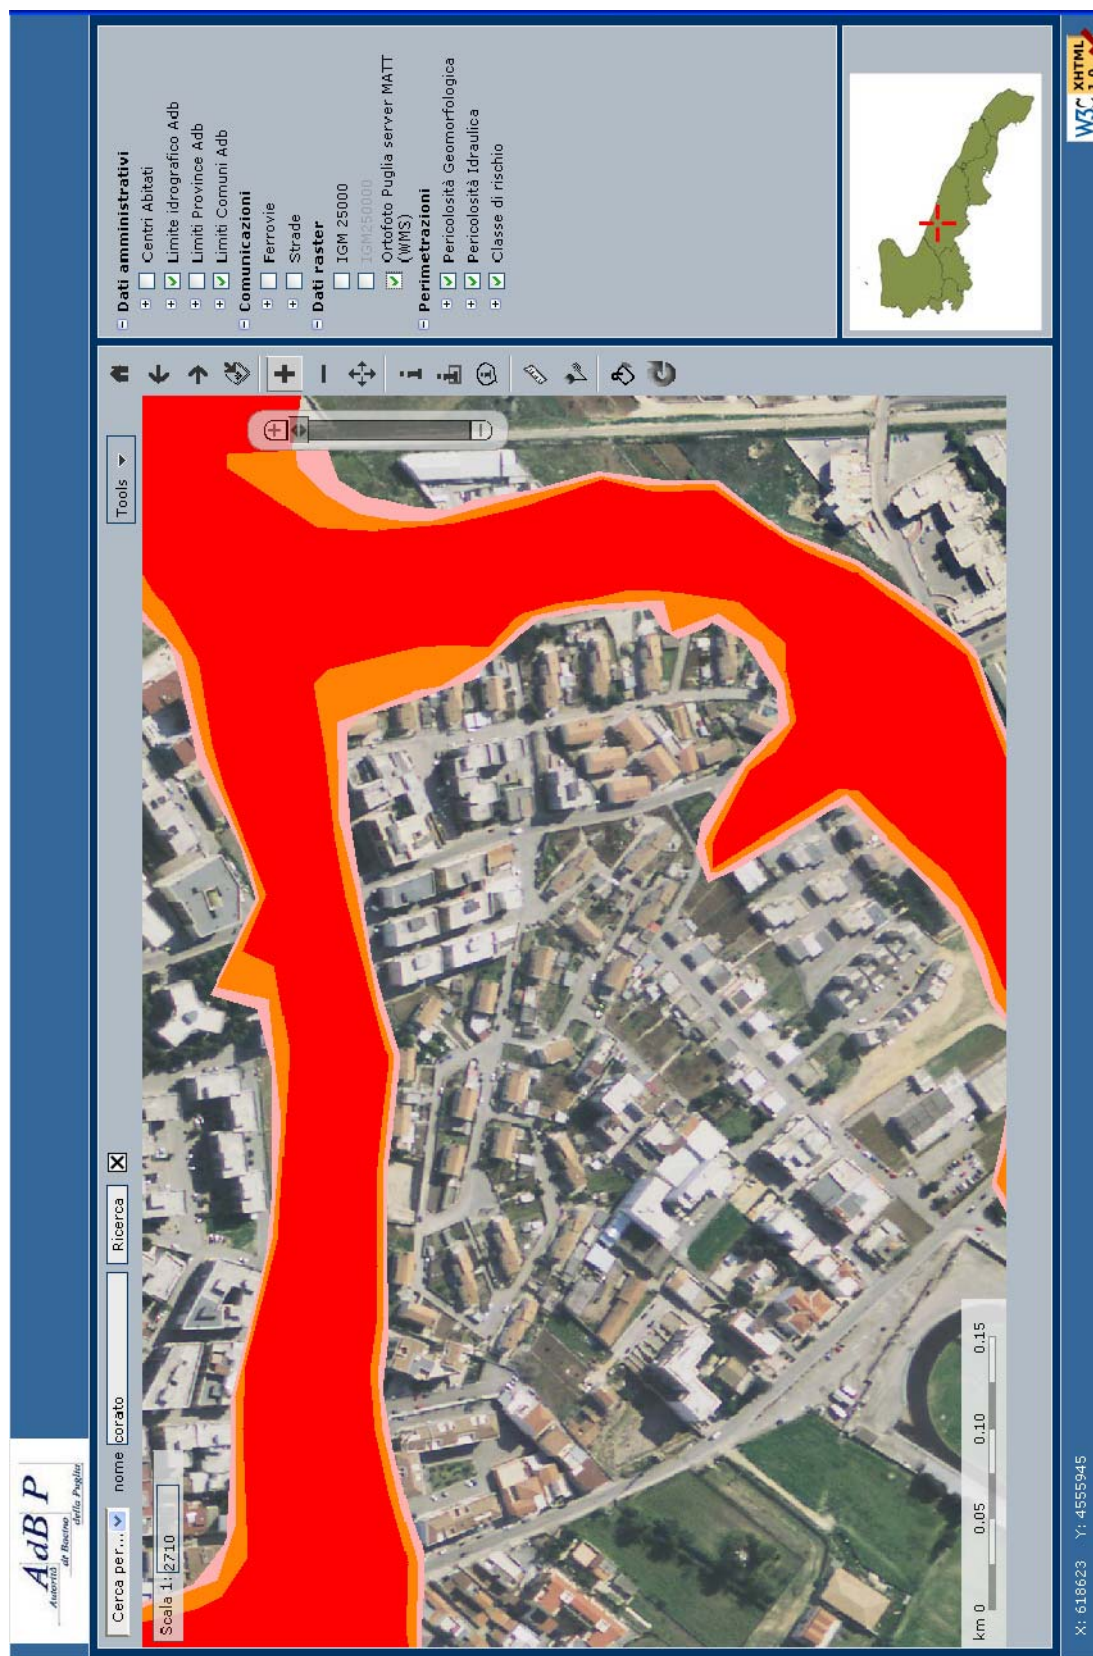 AdB P
Autorità
di Bacino
della Puglia
Cerca per... nome corato Ricerca
Tools
Scala 1: 2710
km 0 0.05 0.10 0.15
Dati amministrativi
Centri Abitati
Limite idrografico Adb
Limiti Province Adb
Limiti Comuni Adb
Comunicazioni
Ferrovie
Strade
Dati raster
IGM 25000
IGM250000
Ortofoto Puglia server MATT
(WMS)
Perimetrazioni
Pericolosità Geomorfologica
Pericolosità Idraulica
Classe di rischio
X: 618623 Y: 4555945
W3C XHTML
1.0